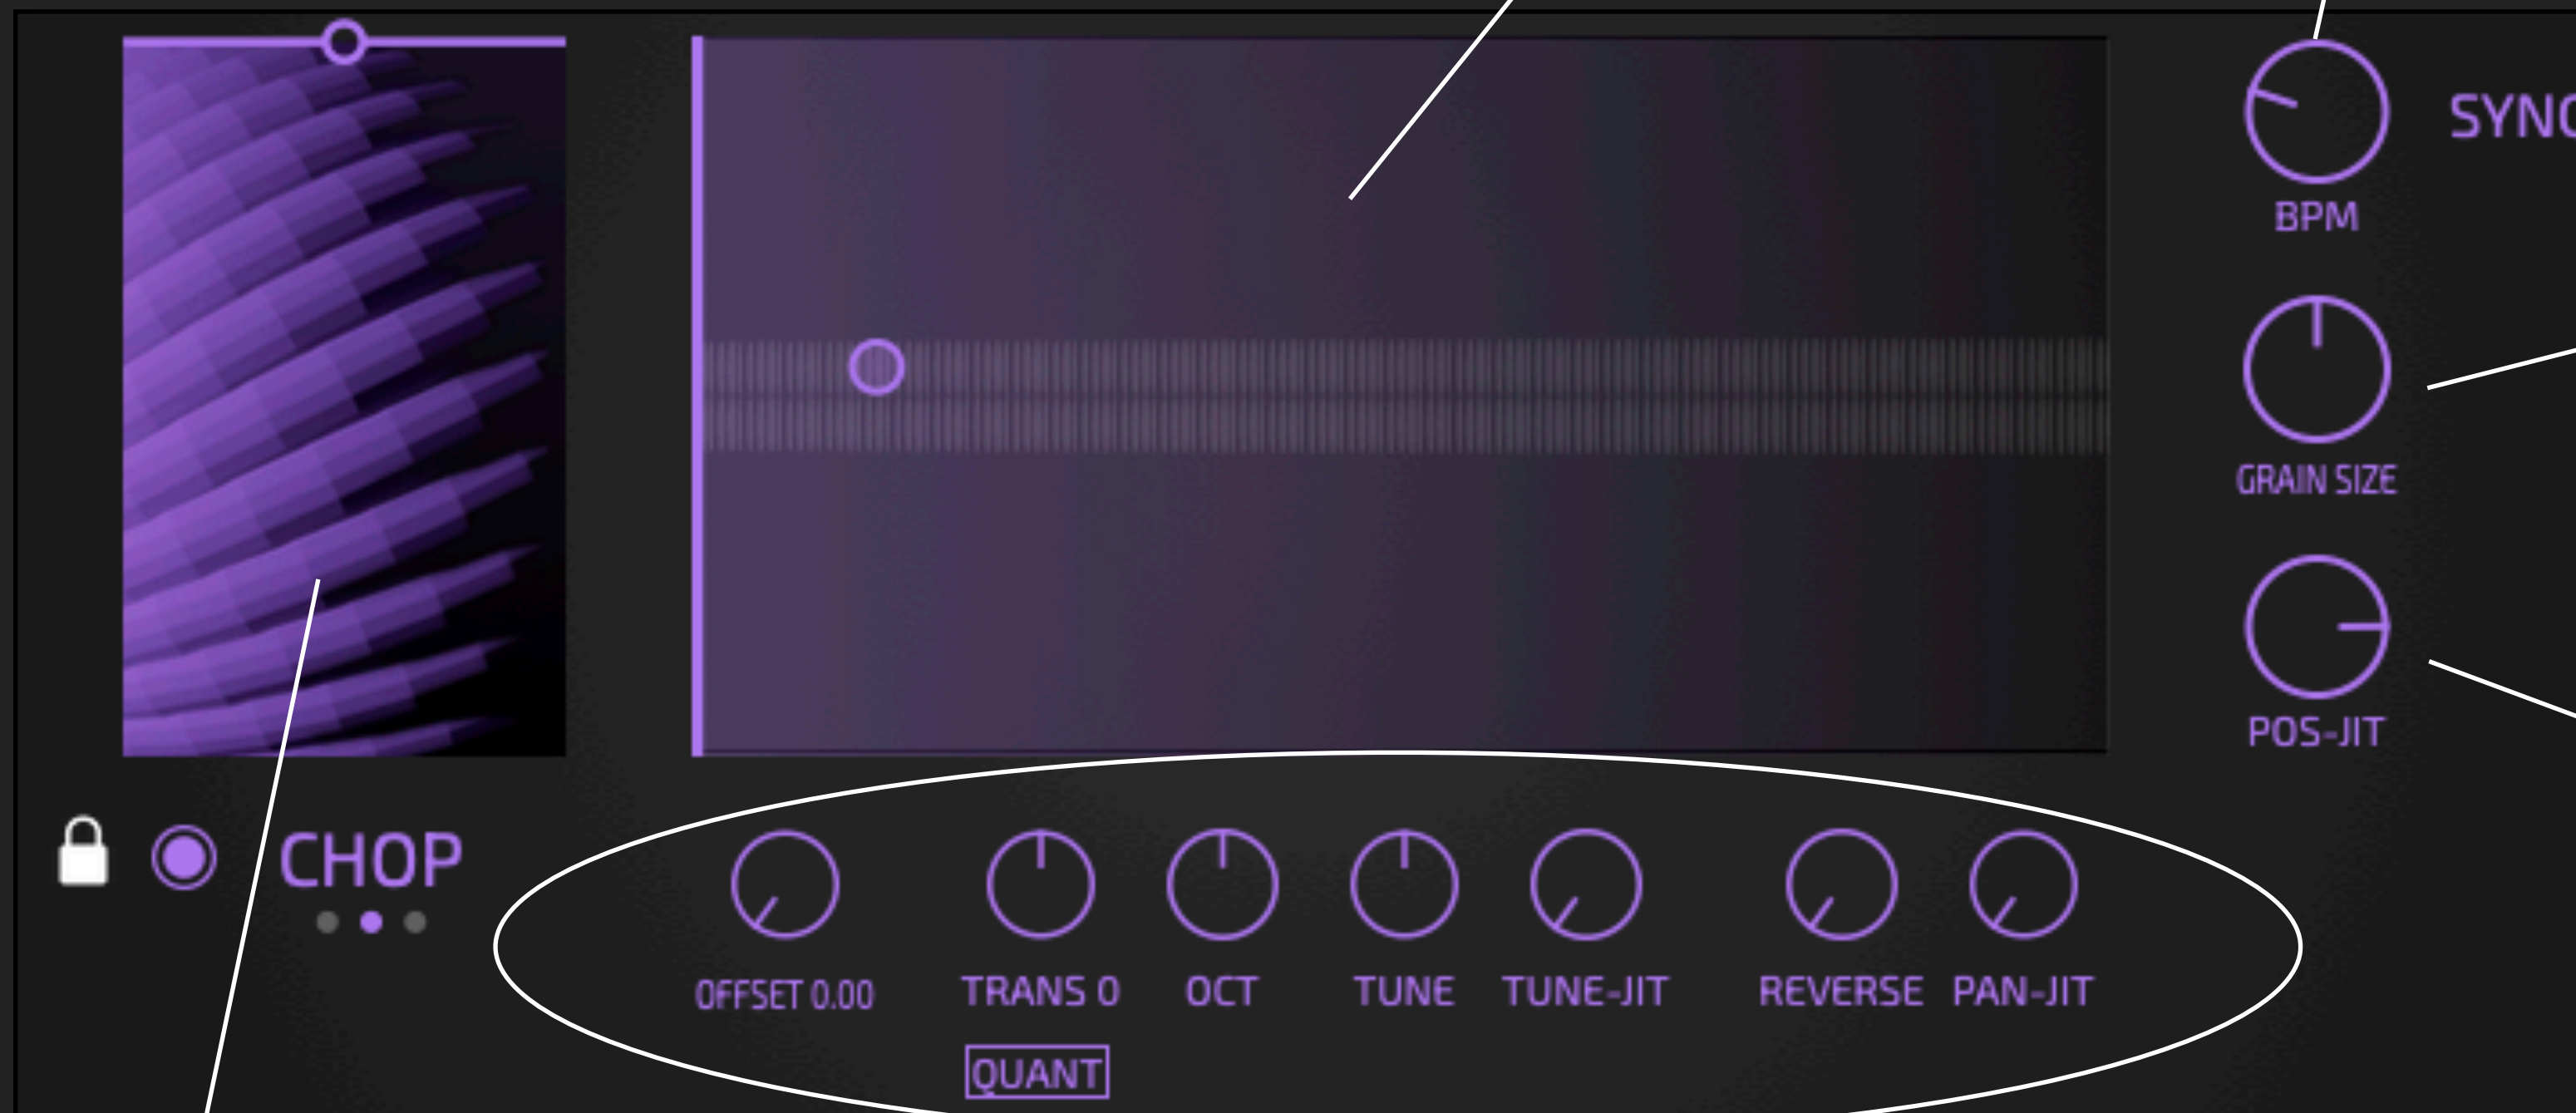 SYNC
BPM
GRAIN SIZE
POS-JIT
CHOP
OFFSET 0.00
TRANS 0
OCT
TUNE
TUNE-JIT
REVERSE
PAN-JIT
QUANT